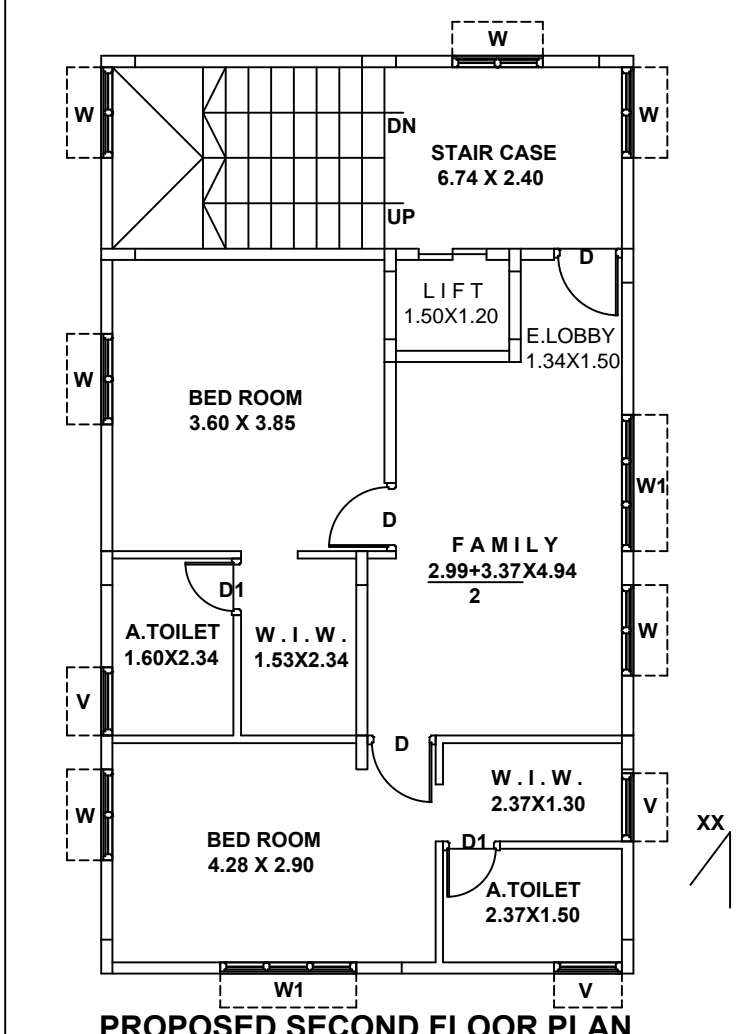 W
W
W
DN
STAIR CASE
6.74 X 2.40
UP
D
LIFT
1.50X1.20
E.LOBBY
1.34X1.50
W
BED ROOM
3.60 X 3.85
W1
D
FAMILY
2.99+3.37X4.94
2
D1
A.TOILET
1.60X2.34
W.I.W.
1.53X2.34
W
V
D
W.I.W.
2.37X1.30
V
W
BED ROOM
4.28 X 2.90
D1
XX
A.TOILET
2.37X1.50
W1
V
PROPOSED SECOND FLOOR PLAN